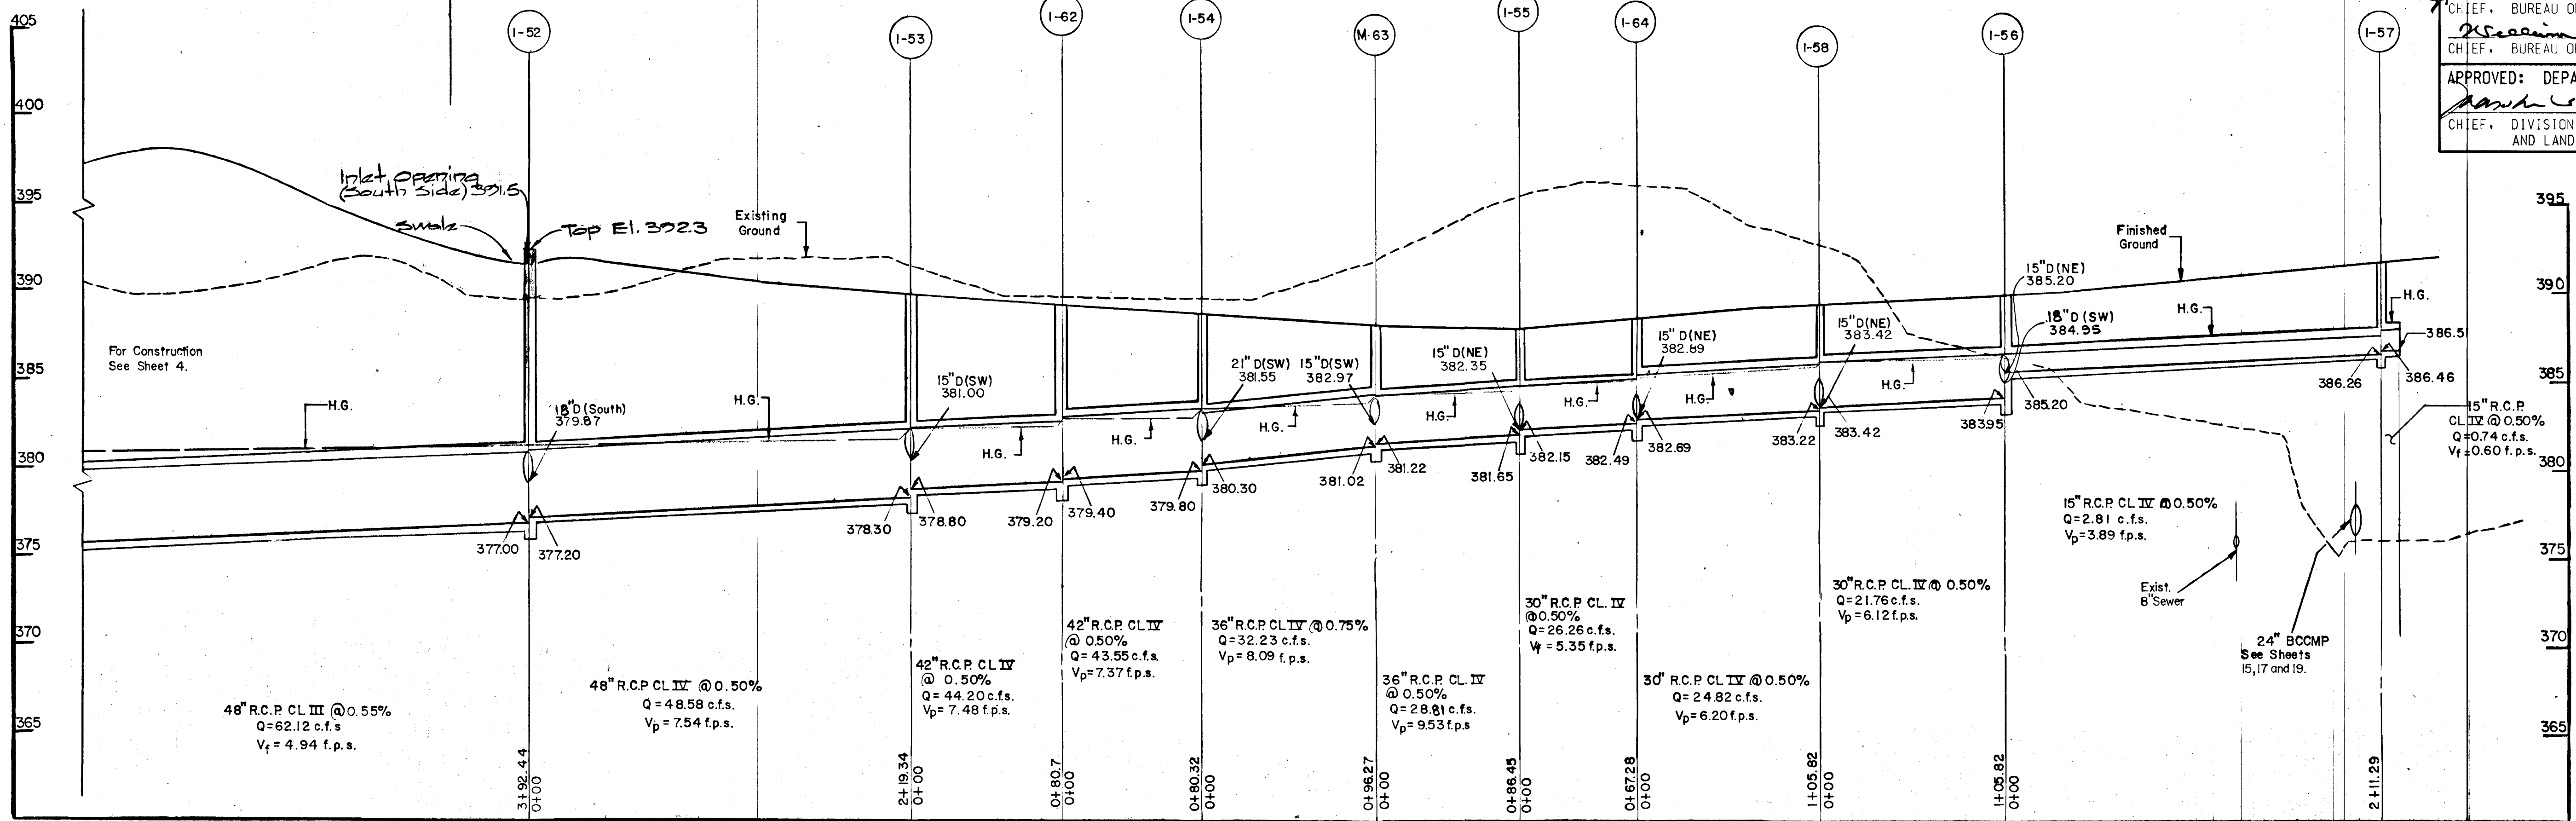 405
400
395
390
385
380
375
370
365
395
390
385
380
375
370
365
I-52
I-53
I-62
I-54
M-63
I-55
I-64
I-58
I-56
I-57
CHIEF, BUREAU O
CHIEF, BUREAU O
APPROVED: DEPA
CHIEF, DIVISION
AND LAND
Inlet Opening
(South Side) 391.5
Swale
Top El. 392.3
Existing
Ground
Finished
Ground
For Construction
See Sheet 4.
H.G.
18"D (South)
379.87
H.G.
15"D(SW)
381.00
H.G.
H.G.
21"D(SW)
381.55
15"D(SW)
382.97
H.G.
15"D(NE)
382.35
H.G.
H.G.
15"D(NE)
382.89
H.G.
15"D(NE)
383.42
H.G.
15"D(NE)
385.20
18"D (SW)
384.95
H.G.
H.G.
386.5
377.00
377.20
378.30
378.80
379.20
379.40
379.80
380.30
381.02
381.22
381.65
382.15
382.49
382.69
383.22
383.42
383.95
385.20
386.26
386.46
15" R.C.P.
CL IV @ 0.50%
Q=0.74 c.f.s.
Vf=0.60 f.p.s.
15" R.C.P. CL IV @ 0.50%
Q=2.81 c.f.s.
Vp=3.89 f.p.s.
Exist.
8"Sewer
24" BCCMP
See Sheets
15,17 and 19.
48" R.C.P. CL III @ 0.55%
Q=62.12 c.f.s
Vf = 4.94 f.p.s.
48" R.C.P CL IV @ 0.50%
Q = 48.58 c.f.s.
Vp = 7.54 f.p.s.
42" R.C.P. CL IV
@ 0.50%
Q = 44.20 c.f.s.
Vp = 7.48 f.p.s.
42" R.C.P. CL IV
@ 0.50%
Q = 43.55 c.f.s.
Vp=7.37 f.p.s.
36" R.C.P. CL IV @ 0.75%
Q=32.23 c.f.s.
Vp = 8.09 f.p.s.
36" R.C.P. CL. IV
@ 0.50%
Q=28.81 c.f.s.
Vp = 9.53 f.p.s
30" R.C.P. CL. IV
@ 0.50%
Q=26.26 c.f.s.
Vf = 5.35 f.p.s.
30" R.C.P. CL IV @ 0.50%
Q = 24.82 c.f.s.
Vp=6.20 f.p.s.
30" R.C.P. CL. IV @ 0.50%
Q=21.76 c.f.s.
Vp = 6.12 f.p.s.
3+92.44
0+00
2+19.34
0+00
0+80.7
0+00
0+80.32
0+00
0+96.27
0+00
0+86.45
0+00
0+67.28
0+00
1+05.82
0+00
1+05.82
0+00
2+11.29